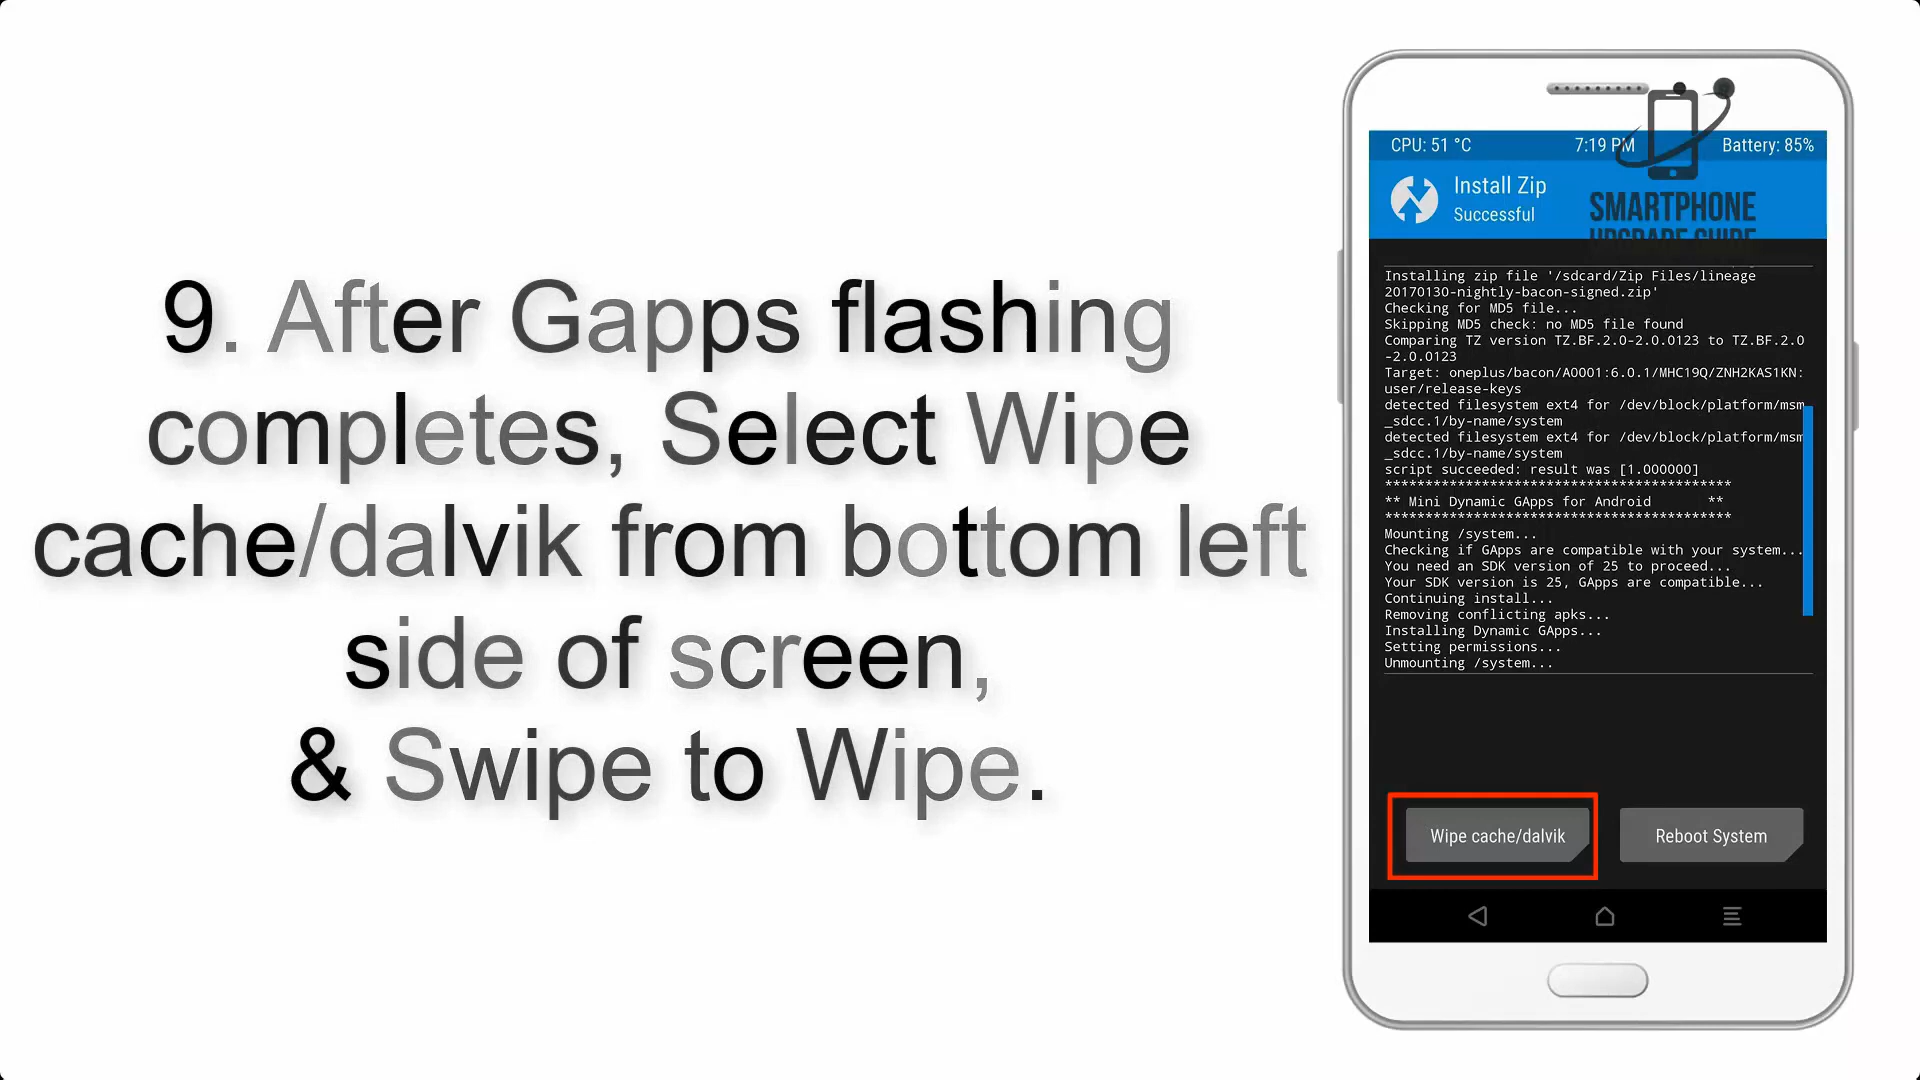 9. After Gapps flashing
completes, Select Wipe
cache/dalvik from bottom left
side of screen,
& Swipe to Wipe.
CPU: 51 °C 7:19 PM Battery: 85%
Install Zip
Successful
SMARTPHONE
UPGRADE GUIDE
Installing zip file '/sdcard/Zip Files/lineage
20170130-nightly-bacon-signed.zip'
Checking for MD5 file...
Skipping MD5 check: no MD5 file found
Comparing TZ version TZ.BF.2.0-2.0.0123 to TZ.BF.2.0
-2.0.0123
Target: oneplus/bacon/A0001:6.0.1/MHC19Q/ZNH2KAS1KN:
user/release-keys
detected filesystem ext4 for /dev/block/platform/msm
_sdcc.1/by-name/system
detected filesystem ext4 for /dev/block/platform/msm
_sdcc.1/by-name/system
script succeeded: result was [1.000000]
*******************************************
** Mini Dynamic GApps for Android **
*******************************************
Mounting /system...
Checking if GApps are compatible with your system...
You need an SDK version of 25 to proceed...
Your SDK version is 25, GApps are compatible...
Continuing install...
Removing conflicting apks...
Installing Dynamic GApps...
Setting permissions...
Unmounting /system...
Wipe cache/dalvik Reboot System